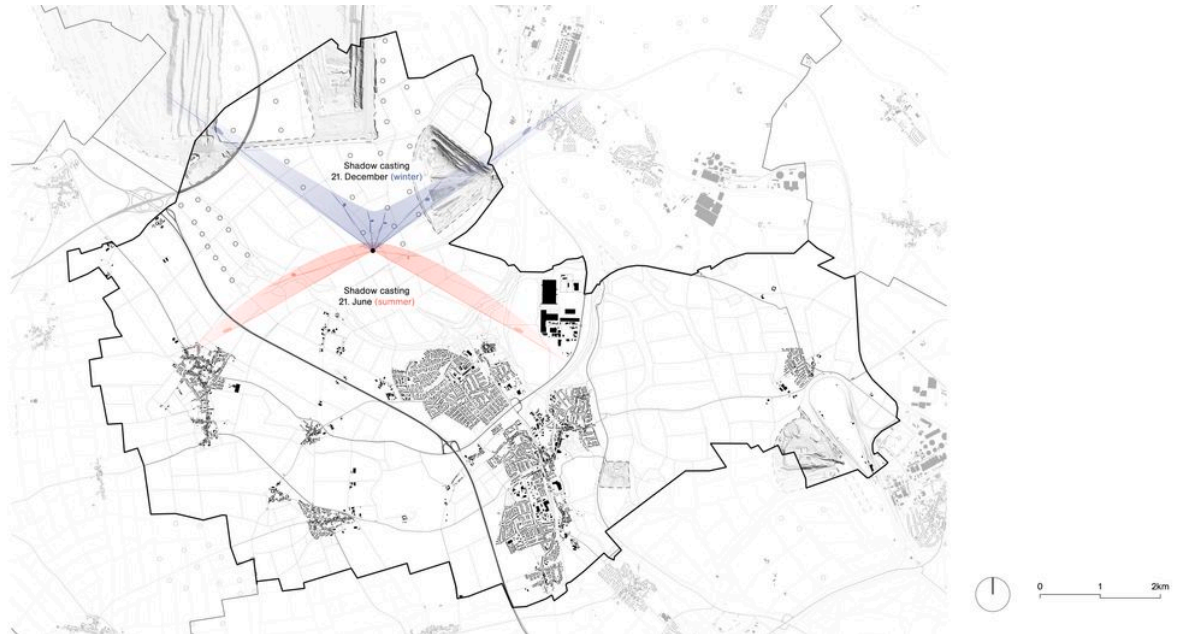 Shadow casting
21. December (winter)
Shadow casting
21. June (summer)
0 1 2km